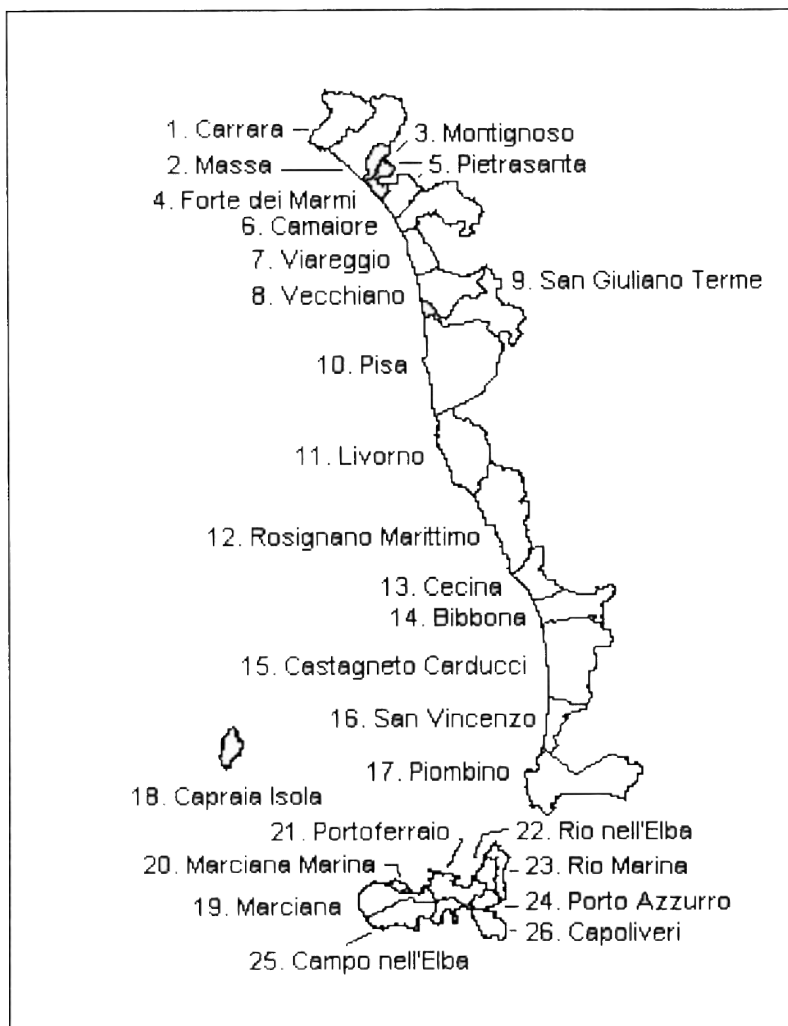 1. Carrara
2. Massa
3. Montignoso
4. Forte dei Marmi
5. Pietrasanta
6. Camaiore
7. Viareggio
8. Vecchiano
9. San Giuliano Terme
10. Pisa
11. Livorno
12. Rosignano Marittimo
13. Cecina
14. Bibbona
15. Castagneto Carducci
16. San Vincenzo
17. Piombino
18. Capraia Isola
21. Portoferraio
22. Rio nell'Elba
20. Marciana Marina
23. Rio Marina
19. Marciana
24. Porto Azzurro
26. Capoliveri
25. Campo nell'Elba